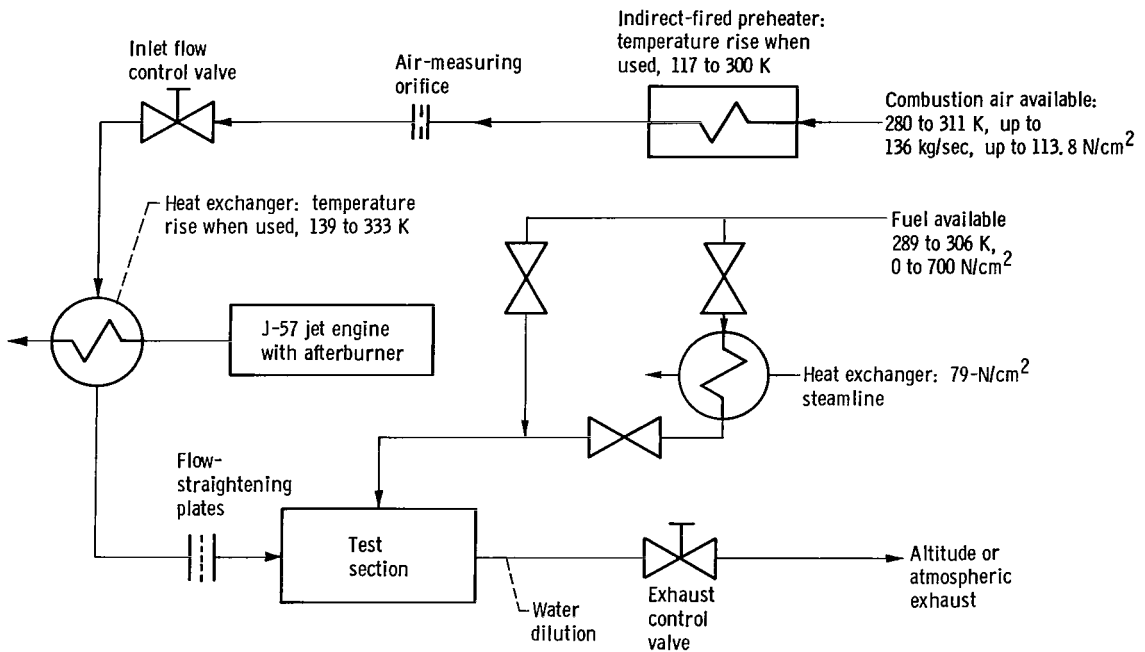 Indirect-fired preheater:
temperature rise when
used, 117 to 300 K
Inlet flow
control valve
Air-measuring
orifice
Combustion air available:
280 to 311 K, up to
136 kg/sec, up to 113.8 N/cm²
Heat exchanger: temperature
rise when used, 139 to 333 K
Fuel available
289 to 306 K,
0 to 700 N/cm²
J-57 jet engine
with afterburner
Heat exchanger: 79-N/cm²
steamline
Flow-
straightening
plates
Test
section
Water
dilution
Exhaust
control
valve
Altitude or
atmospheric
exhaust